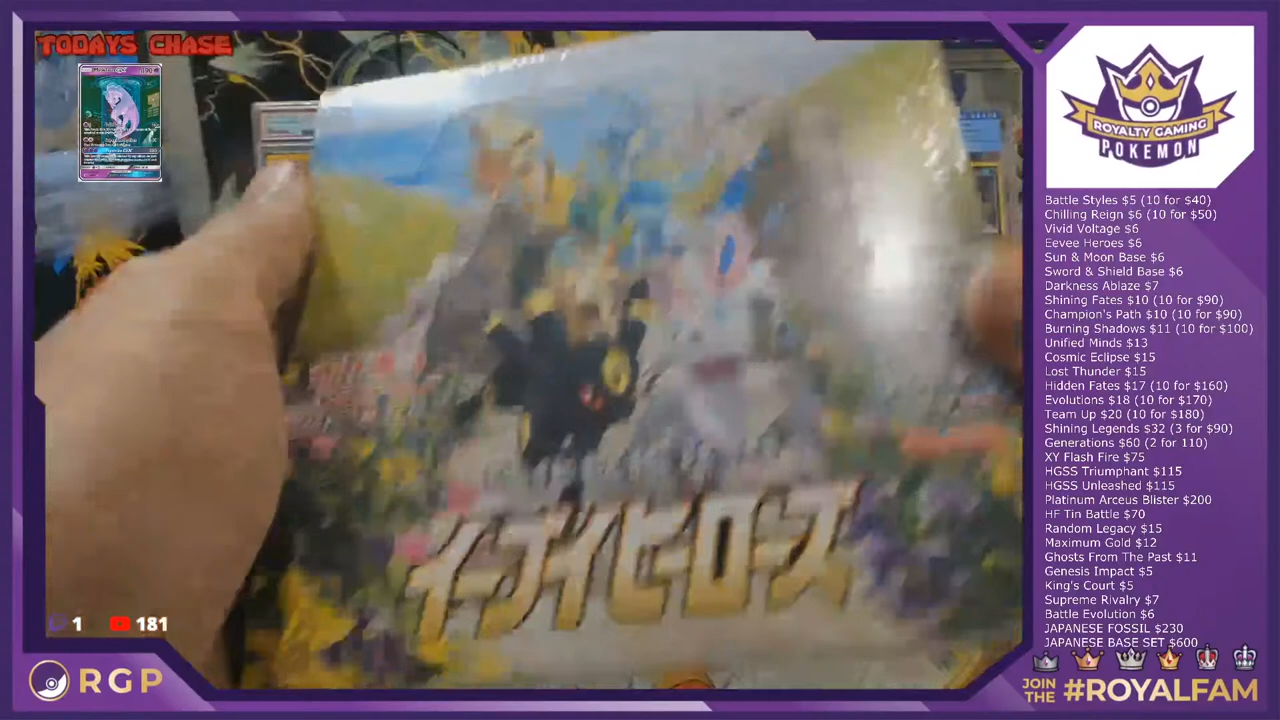 TODAYS CHASE
ROYALTY GAMING
POKEMON
Battle Styles $5 (10 for $40)
Chilling Reign $6 (10 for $50)
Vivid Voltage $6
Eevee Heroes $6
Sun & Moon Base $6
Sword & Shield Base $6
Darkness Ablaze $7
Shining Fates $10 (10 for $90)
Champion's Path $10 (10 for $90)
Burning Shadows $11 (10 for $100)
Unified Minds $13
Cosmic Eclipse $15
Lost Thunder $15
Hidden Fates $17 (10 for $160)
Evolutions $18 (10 for $170)
Team Up $20 (10 for $180)
Shining Legends $32 (3 for $90)
Generations $60 (2 for 110)
XY Flash Fire $75
HGSS Triumphant $115
HGSS Unleashed $115
Platinum Arceus Blister $200
HF Tin Battle $70
Random Legacy $15
Maximum Gold $12
Ghosts From The Past $11
Genesis Impact $5
King's Court $5
Supreme Rivalry $7
Battle Evolution $6
JAPANESE FOSSIL $230
JAPANESE BASE SET $600
イーブイヒーローズ
1 181
RGP
JOIN THE #ROYALFAM